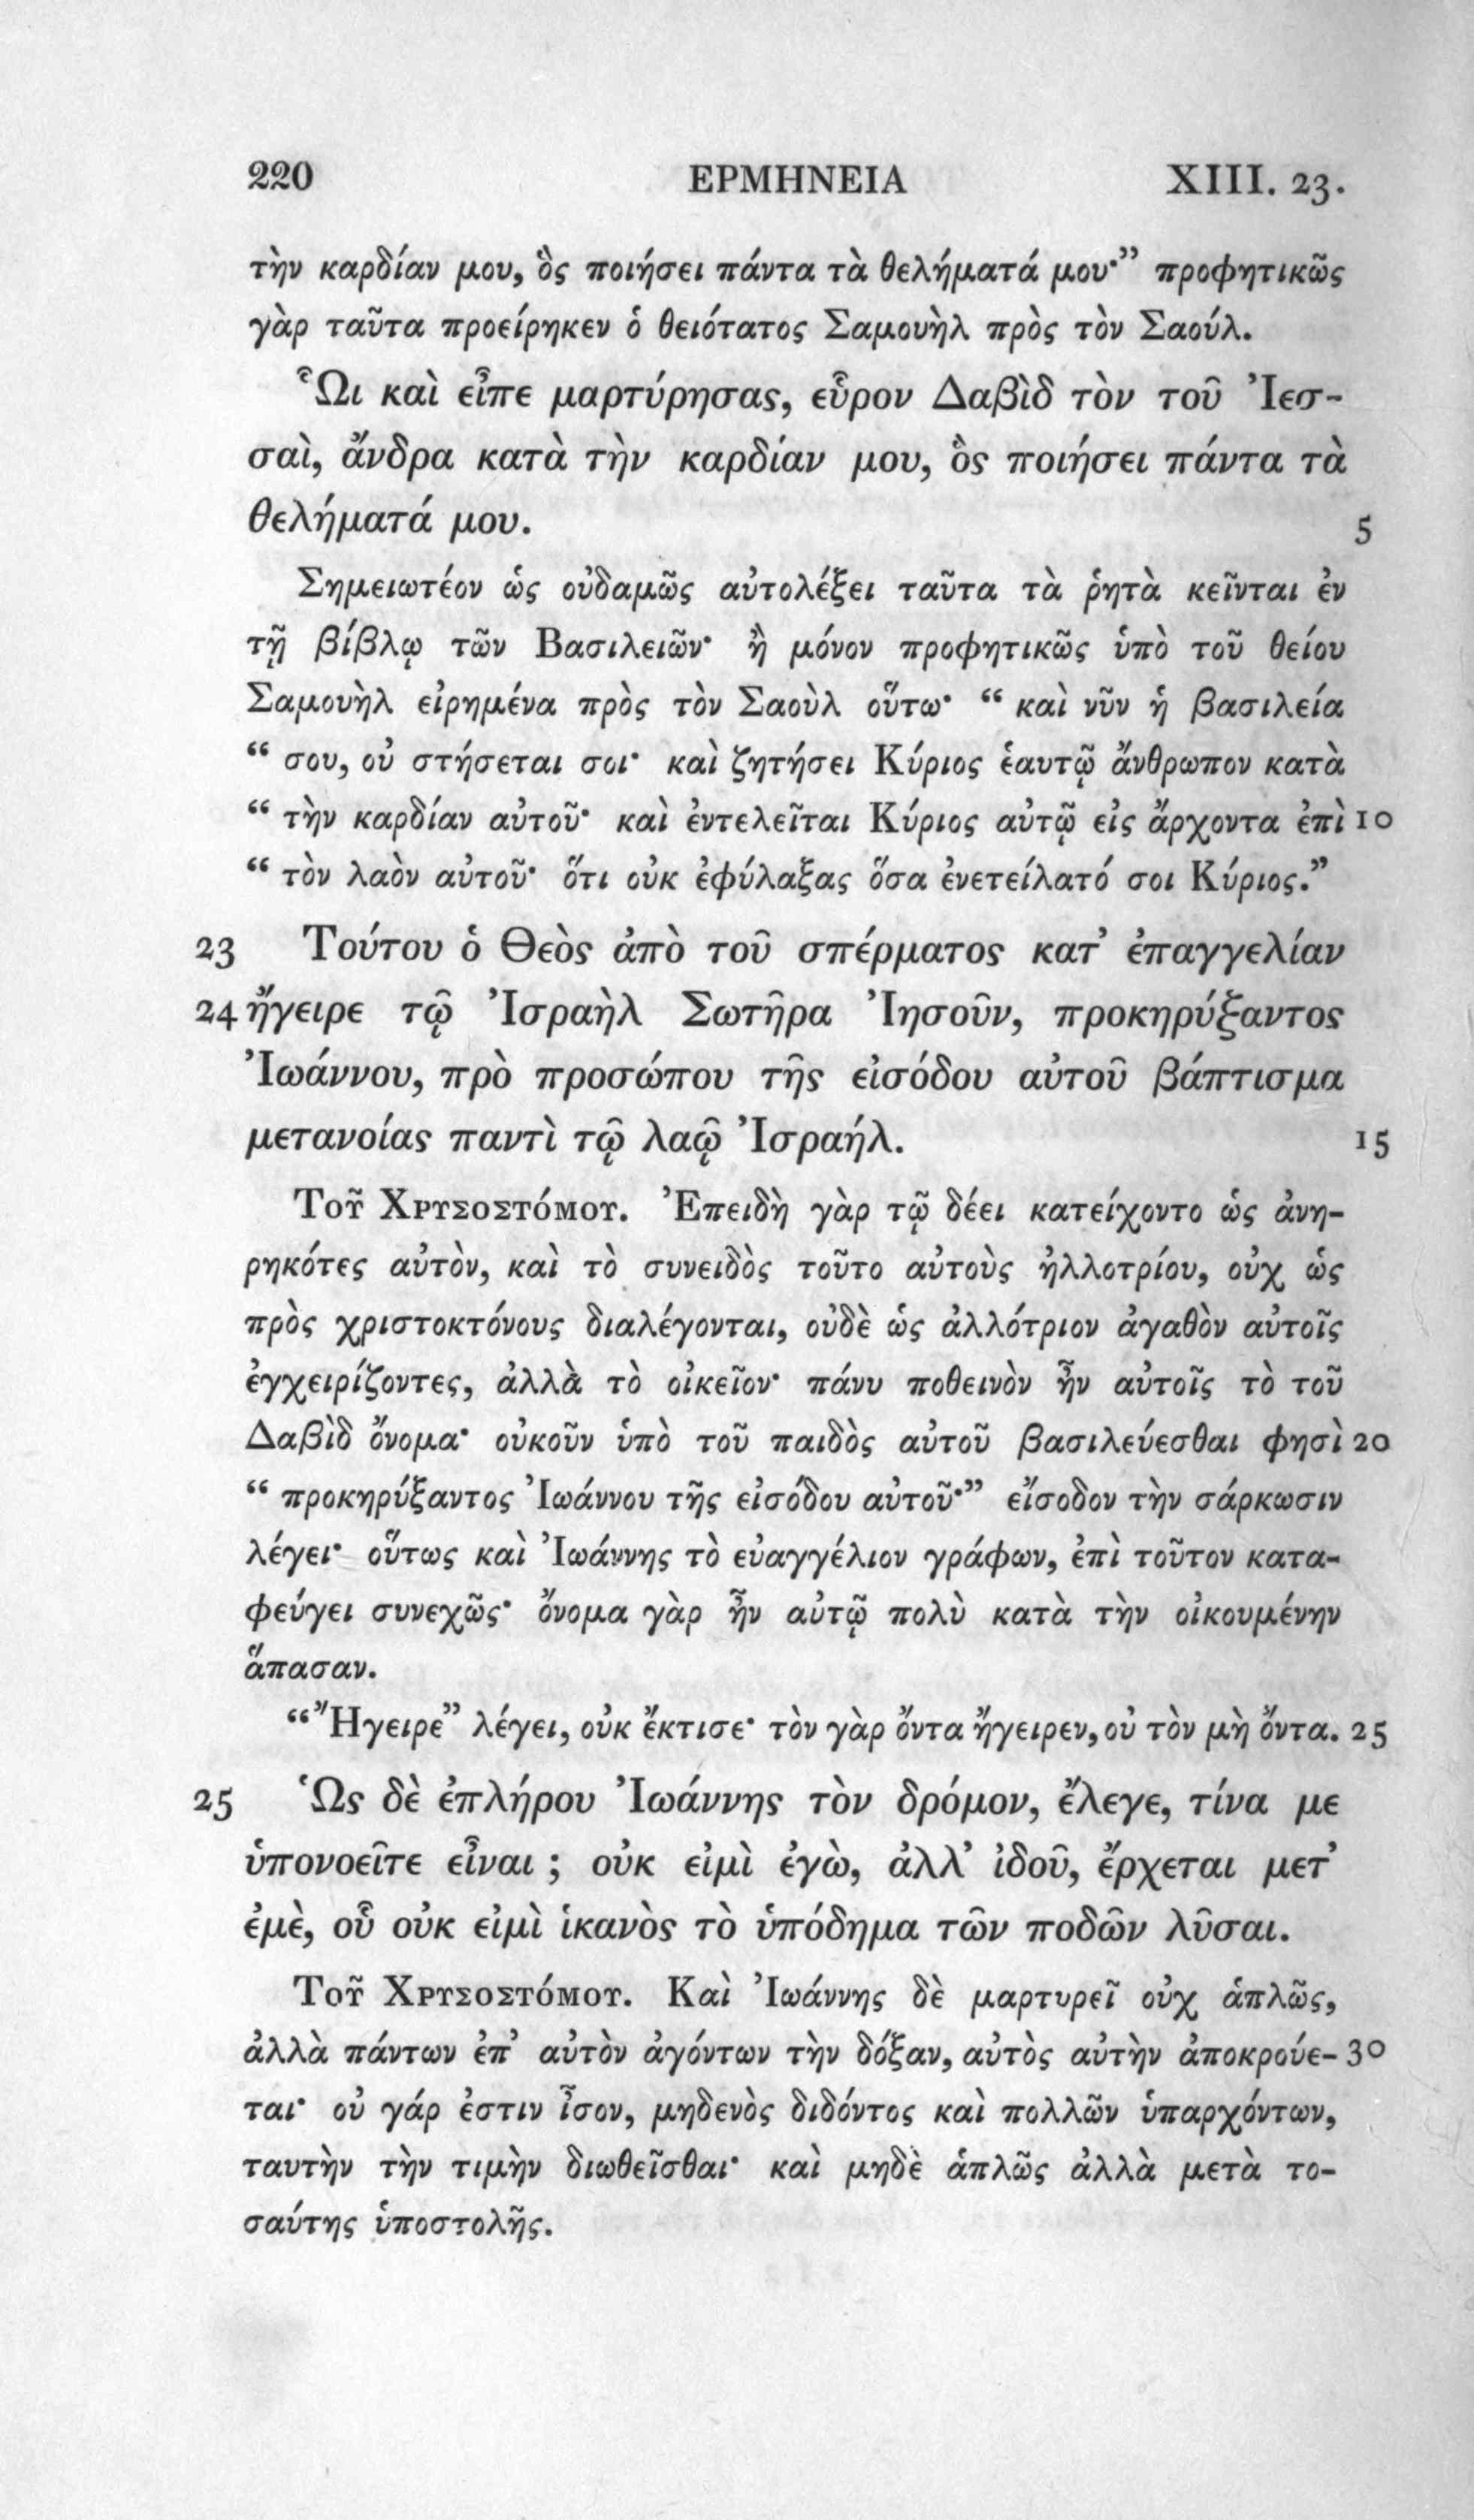 220 ΕΡΜΗΝΕΙΑ XIII. 23.
τὴν καρδίαν μου, ὃς ποιήσει πάντα τὰ θελήματά μου·” προφητικῶς
γὰρ ταῦτα προείρηκεν ὁ θειότατος Σαμουὴλ πρὸς τὸν Σαούλ.
Ὧι καὶ εἶπε μαρτύρησας, εὗρον Δαβὶδ τὸν τοῦ Ἰεσ-
σαὶ, ἄνδρα κατὰ τὴν καρδίαν μου, ὃς ποιήσει πάντα τὰ
θελήματά μου. 5
Σημειωτέον ὡς οὐδαμῶς αὐτολέξει ταῦτα τὰ ῥητὰ κεῖνται ἐν
τῇ βίβλῳ τῶν Βασιλειῶν· ἢ μόνον προφητικῶς ὑπὸ τοῦ θείου
Σαμουὴλ εἰρημένα πρὸς τὸν Σαοὺλ οὕτω· “ καὶ νῦν ἡ βασιλεία
“ σου, οὐ στήσεται σοι· καὶ ζητήσει Κύριος ἑαυτῷ ἄνθρωπον κατὰ
“ τὴν καρδίαν αὐτοῦ· καὶ ἐντελεῖται Κύριος αὐτῷ εἰς ἄρχοντα ἐπὶ 10
“ τὸν λαὸν αὐτοῦ· ὅτι οὐκ ἐφύλαξας ὅσα ἐνετείλατό σοι Κύριος.”
23 Τούτου ὁ Θεὸς ἀπὸ τοῦ σπέρματος κατ’ ἐπαγγελίαν
24 ἤγειρε τῷ Ἰσραὴλ Σωτῆρα Ἰησοῦν, προκηρύξαντος
Ἰωάννου, πρὸ προσώπου τῆς εἰσόδου αὐτοῦ βάπτισμα
μετανοίας παντὶ τῷ λαῷ Ἰσραήλ. 15
Τοῦ Χρυσοστόμου. Ἐπειδὴ γὰρ τῷ δέει κατείχοντο ὡς ἀνη-
ρηκότες αὐτὸν, καὶ τὸ συνειδὸς τοῦτο αὐτοὺς ἠλλοτρίου, οὐχ ὡς
πρὸς χριστοκτόνους διαλέγονται, οὐδὲ ὡς ἀλλότριον ἀγαθὸν αὐτοῖς
ἐγχειρίζοντες, ἀλλὰ τὸ οἰκεῖον· πάνυ ποθεινὸν ἦν αὐτοῖς τὸ τοῦ
Δαβὶδ ὄνομα· οὐκοῦν ὑπὸ τοῦ παιδὸς αὐτοῦ βασιλεύεσθαι φησὶ 20
“ προκηρύξαντος Ἰωάννου τῆς εἰσόδου αὐτοῦ·” εἴσοδον τὴν σάρκωσιν
λέγει· οὕτως καὶ Ἰωάννης τὸ εὐαγγέλιον γράφων, ἐπὶ τοῦτον κατα-
φεύγει συνεχῶς· ὄνομα γὰρ ἦν αὐτῷ πολὺ κατὰ τὴν οἰκουμένην
ἅπασαν.
“Ἤγειρε” λέγει, οὐκ ἔκτισε· τὸν γὰρ ὄντα ἤγειρεν, οὐ τὸν μὴ ὄντα. 25
25 Ὡς δὲ ἐπλήρου Ἰωάννης τὸν δρόμον, ἔλεγε, τίνα με
ὑπονοεῖτε εἶναι ; οὐκ εἰμὶ ἐγὼ, ἀλλ’ ἰδοῦ, ἔρχεται μετ’
ἐμὲ, οὗ οὐκ εἰμὶ ἱκανὸς τὸ ὑπόδημα τῶν ποδῶν λῦσαι.
Τοῦ Χρυσοστόμου. Καὶ Ἰωάννης δὲ μαρτυρεῖ οὐχ ἁπλῶς,
ἀλλὰ πάντων ἐπ’ αὐτὸν ἀγόντων τὴν δόξαν, αὐτὸς αὐτὴν ἀποκρούε- 30
ται· οὐ γάρ ἐστιν ἶσον, μηδενὸς διδόντος καὶ πολλῶν ὑπαρχόντων,
ταυτὴν τὴν τιμὴν διωθεῖσθαι· καὶ μηδὲ ἁπλῶς ἀλλὰ μετὰ το-
σαύτης ὑποστολῆς.